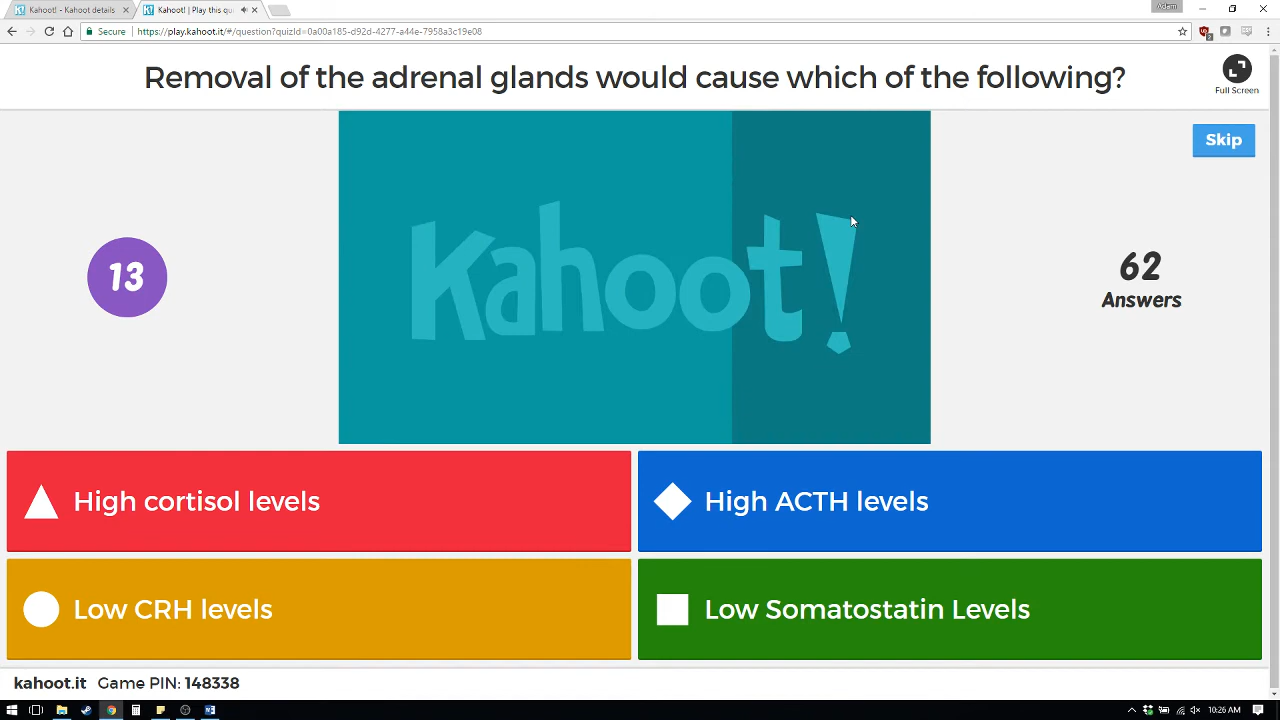 Kahoot! - Kahoot details
Kahoot! | Play this qu
Adam
Secure
https://play.kahoot.it/#/question?quizId=0a00a185-d92d-4277-a44e-7958a3c19e08
Removal of the adrenal glands would cause which of the following?
Full Screen
Skip
Kahoot!
13
62
Answers
High cortisol levels
High ACTH levels
Low CRH levels
Low Somatostatin Levels
kahoot.it Game PIN: 148338
10:26 AM